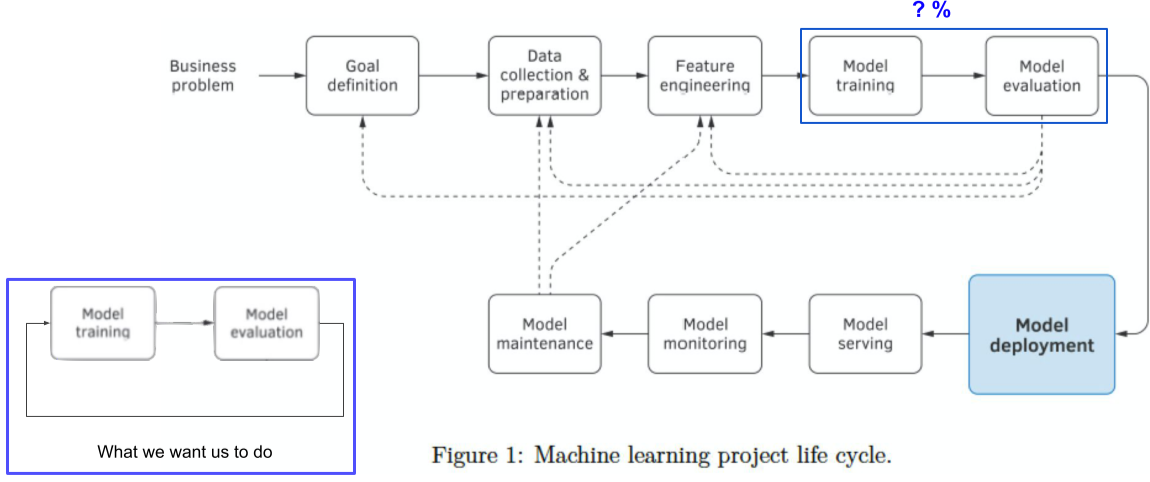 ? %
Business
problem
Goal
definition
Data
collection &
preparation
Feature
engineering
Model
training
Model
evaluation
Model
training
Model
evaluation
What we want us to do
Model
maintenance
Model
monitoring
Model
serving
Model
deployment
Figure 1: Machine learning project life cycle.